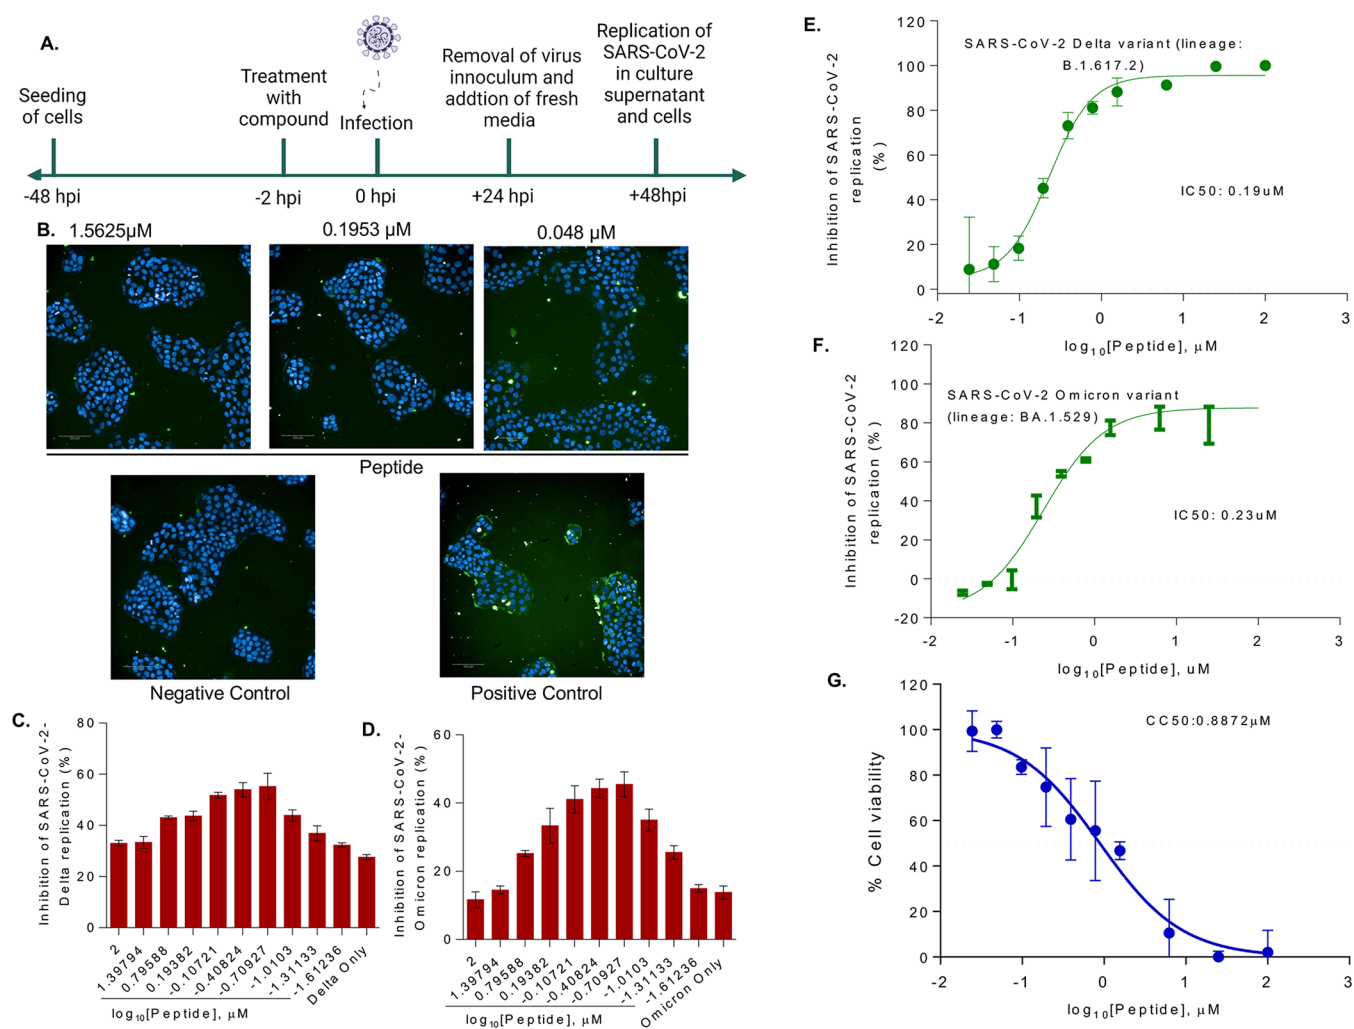 A.
Seeding
of cells
Treatment
with
compound
Infection
Removal of virus
innoculum and
addtion of fresh
media
Replication of
SARS-CoV-2
in culture
supernatant
and cells
-48 hpi
-2 hpi
0 hpi
+24 hpi
+48hpi
B.
1.5625µM
0.1953 µM
0.048 µM
Peptide
Negative Control
Positive Control
C.
Inhibition of SARS-CoV-2-
Delta replication (%)
80
60
40
20
0
2
1.39794
0.79588
0.19382
-0.10721
-0.40824
-0.70927
-1.0103
-1.31133
-1.61236
Delta Only
log10[Peptide], µM
D.
Inhibition of SARS-CoV-2-
Omicron replication (%)
60
40
20
0
2
1.39794
0.79588
0.19382
-0.10721
-0.40824
-0.70927
-1.0103
-1.31133
-1.61236
Omicron Only
log10[Peptide], µM
E.
Inhibition of SARS-CoV-2
replication
(%)
120
100
80
60
40
20
0
SARS-CoV-2 Delta variant (lineage:
B.1.617.2)
IC50: 0.19uM
-2
-1
0
1
2
3
log10[Peptide], µM
F.
Inhibition of SARS-CoV-2
replication (%)
120
100
80
60
40
20
0
-20
SARS-CoV-2 Omicron variant
(lineage: BA.1.529)
IC50: 0.23uM
-2
-1
0
1
2
3
log10[Peptide], uM
G.
% Cell viability
120
100
80
60
40
20
0
CC50:0.8872µM
-2
-1
0
1
2
3
log10[Peptide], µM